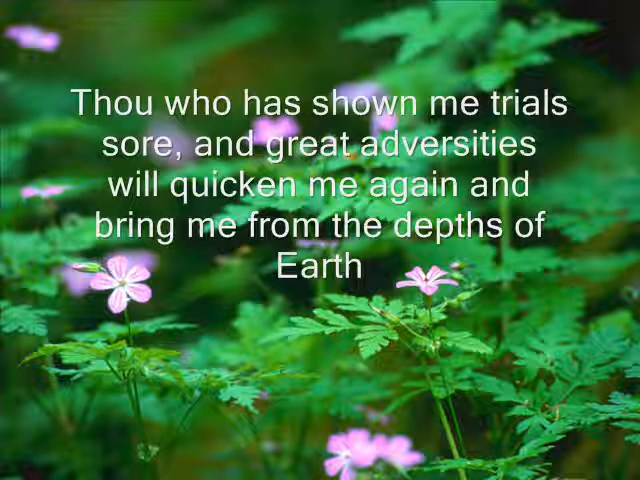 Thou who has shown me trials
sore, and great adversities
will quicken me again and
bring me from the depths of
Earth